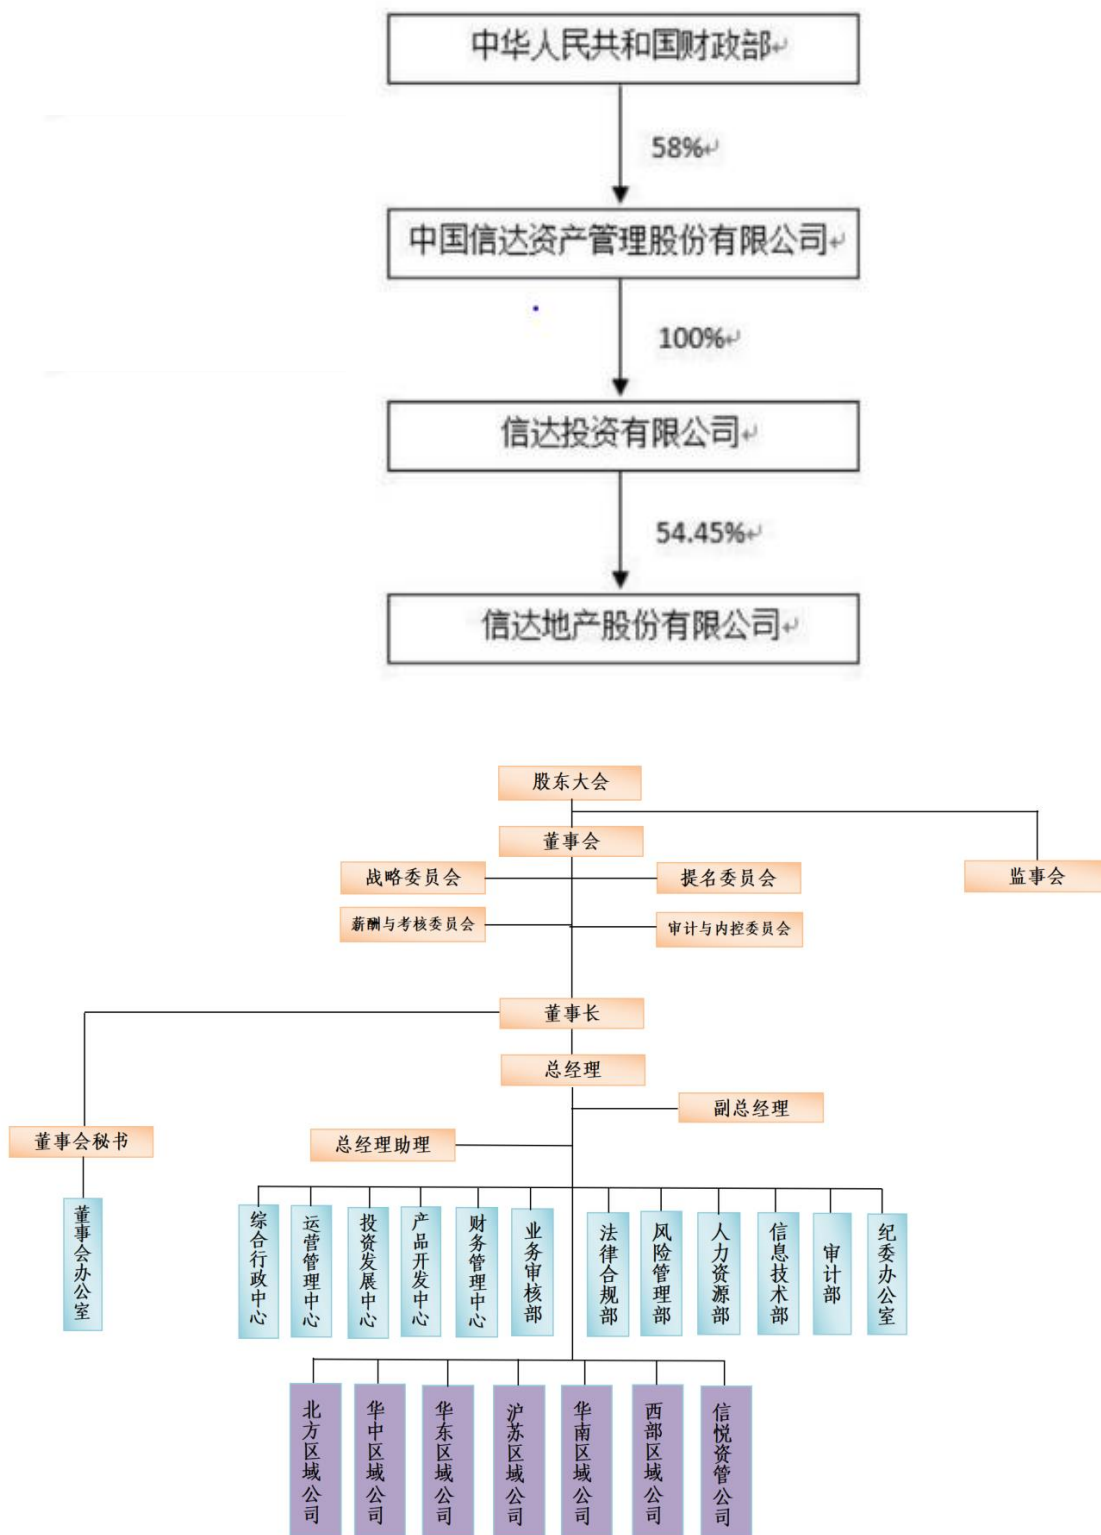 中华人民共和国财政部
58%
中国信达资产管理股份有限公司
100%
信达投资有限公司
54.45%
信达地产股份有限公司
股东大会
董事会
战略委员会
提名委员会
监事会
薪酬与考核委员会
审计与内控委员会
董事长
总经理
副总经理
董事会秘书
总经理助理
董事会办公室
综合行政中心
运营管理中心
投资发展中心
产品开发中心
财务管理中心
业务审核部
法律合规部
风险管理部
人力资源部
信息技术部
审计部
纪委办公室
北方区域公司
华中区域公司
华东区域公司
沪苏区域公司
华南区域公司
西部区域公司
信悦资管公司